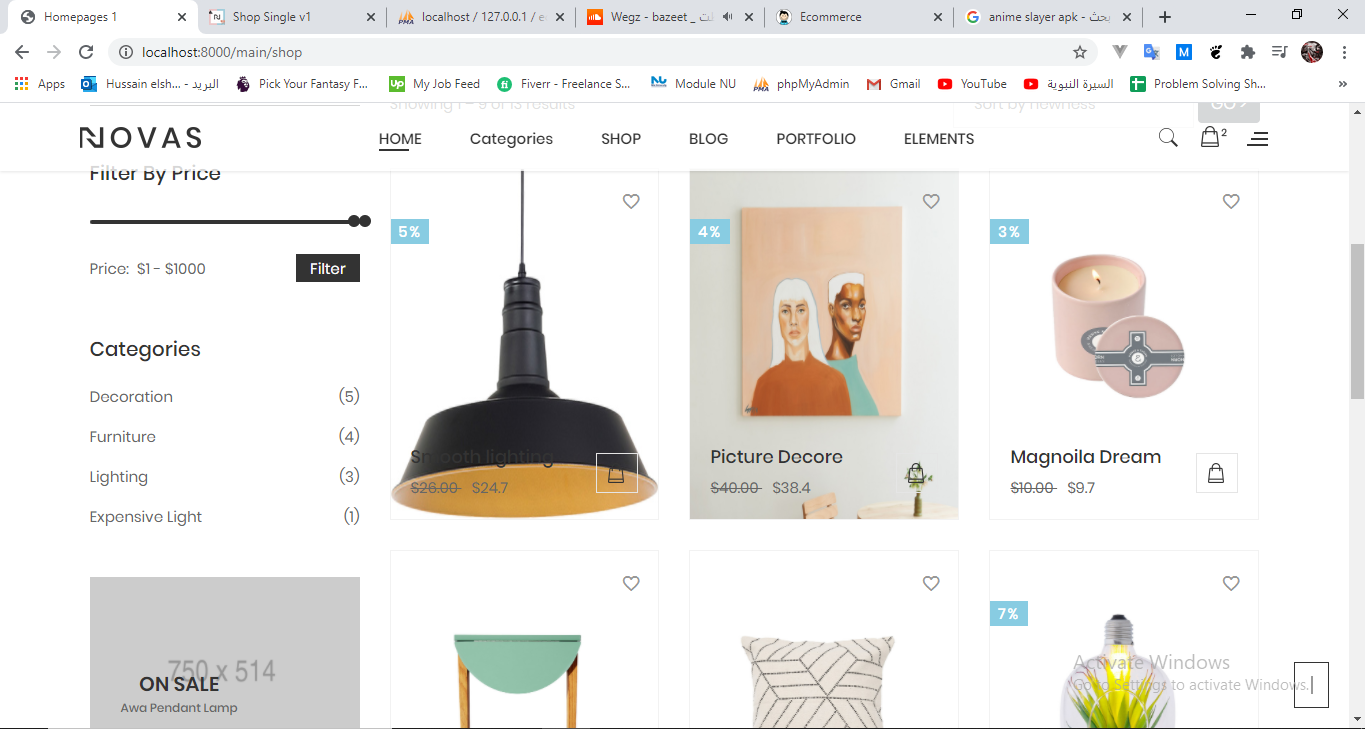 Homepages 1
Shop Single v1
localhost / 127.0.0.1 / e
Wegz - bazeet _ لت
Ecommerce
anime slayer apk - بحث
localhost:8000/main/shop
Apps
Hussain elsh... - البريد
Pick Your Fantasy F...
My Job Feed
Fiverr - Freelance S...
Module NU
phpMyAdmin
Gmail
YouTube
السيرة النبوية
Problem Solving Sh...
Showing 1 – 9 of 13 results
Sort by newness
GO >
NOVAS
HOME
Categories
SHOP
BLOG
PORTFOLIO
ELEMENTS
2
Filter By Price
Price: $1 - $1000
Filter
Categories
Decoration (5)
Furniture (4)
Lighting (3)
Expensive Light (1)
750 x 514
ON SALE
Awa Pendant Lamp
5%
Smooth lighting
$26.00 $24.7
4%
Picture Decore
$40.00 $38.4
3%
Magnoila Dream
$10.00 $9.7
7%
Activate Windows
Go to Settings to activate Windows.